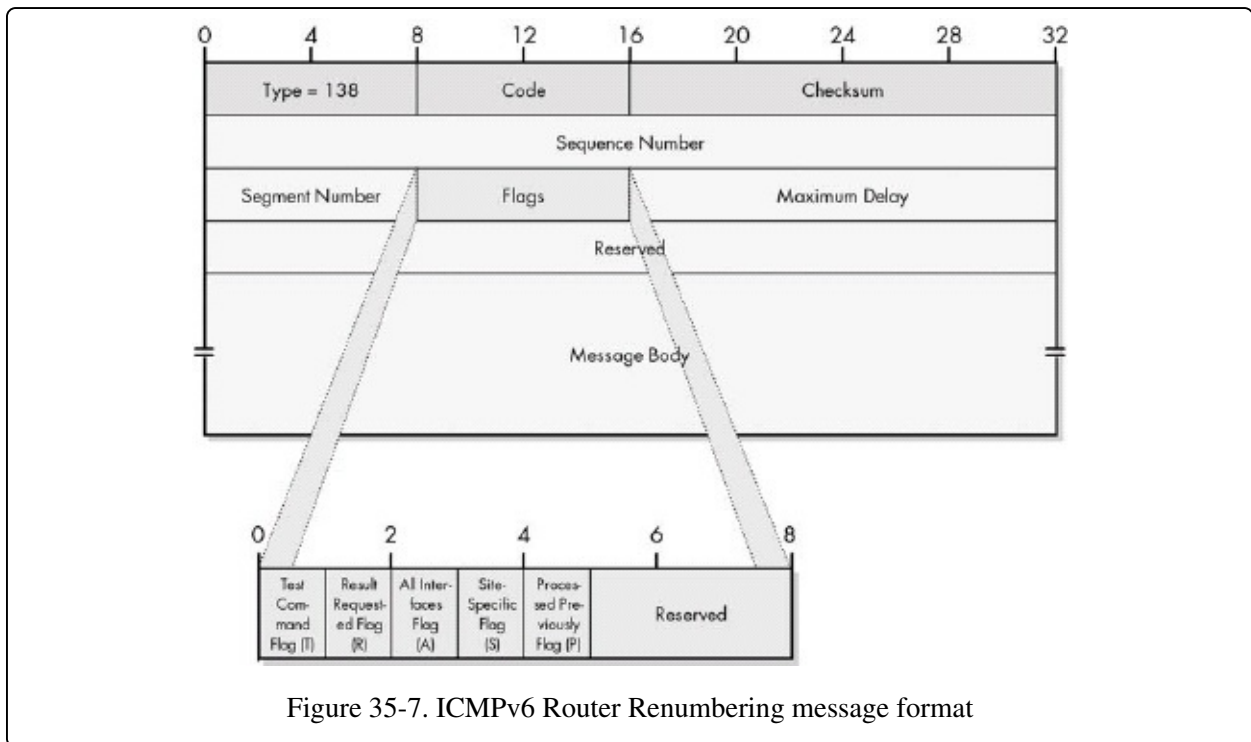 0 4 8 12 16 20 24 28 32
Type = 138 Code Checksum
Sequence Number
Segment Number Flags Maximum Delay
Reserved
Message Body
0 2 4 6 8
Test
Com-
mand
Flag (T)
Result
Request-
ed Flag
(R)
All Inter-
faces
Flag
(A)
Site-
Specific
Flag
(S)
Proces-
sed Pre-
viously
Flag (P)
Reserved
Figure 35-7. ICMPv6 Router Renumbering message format